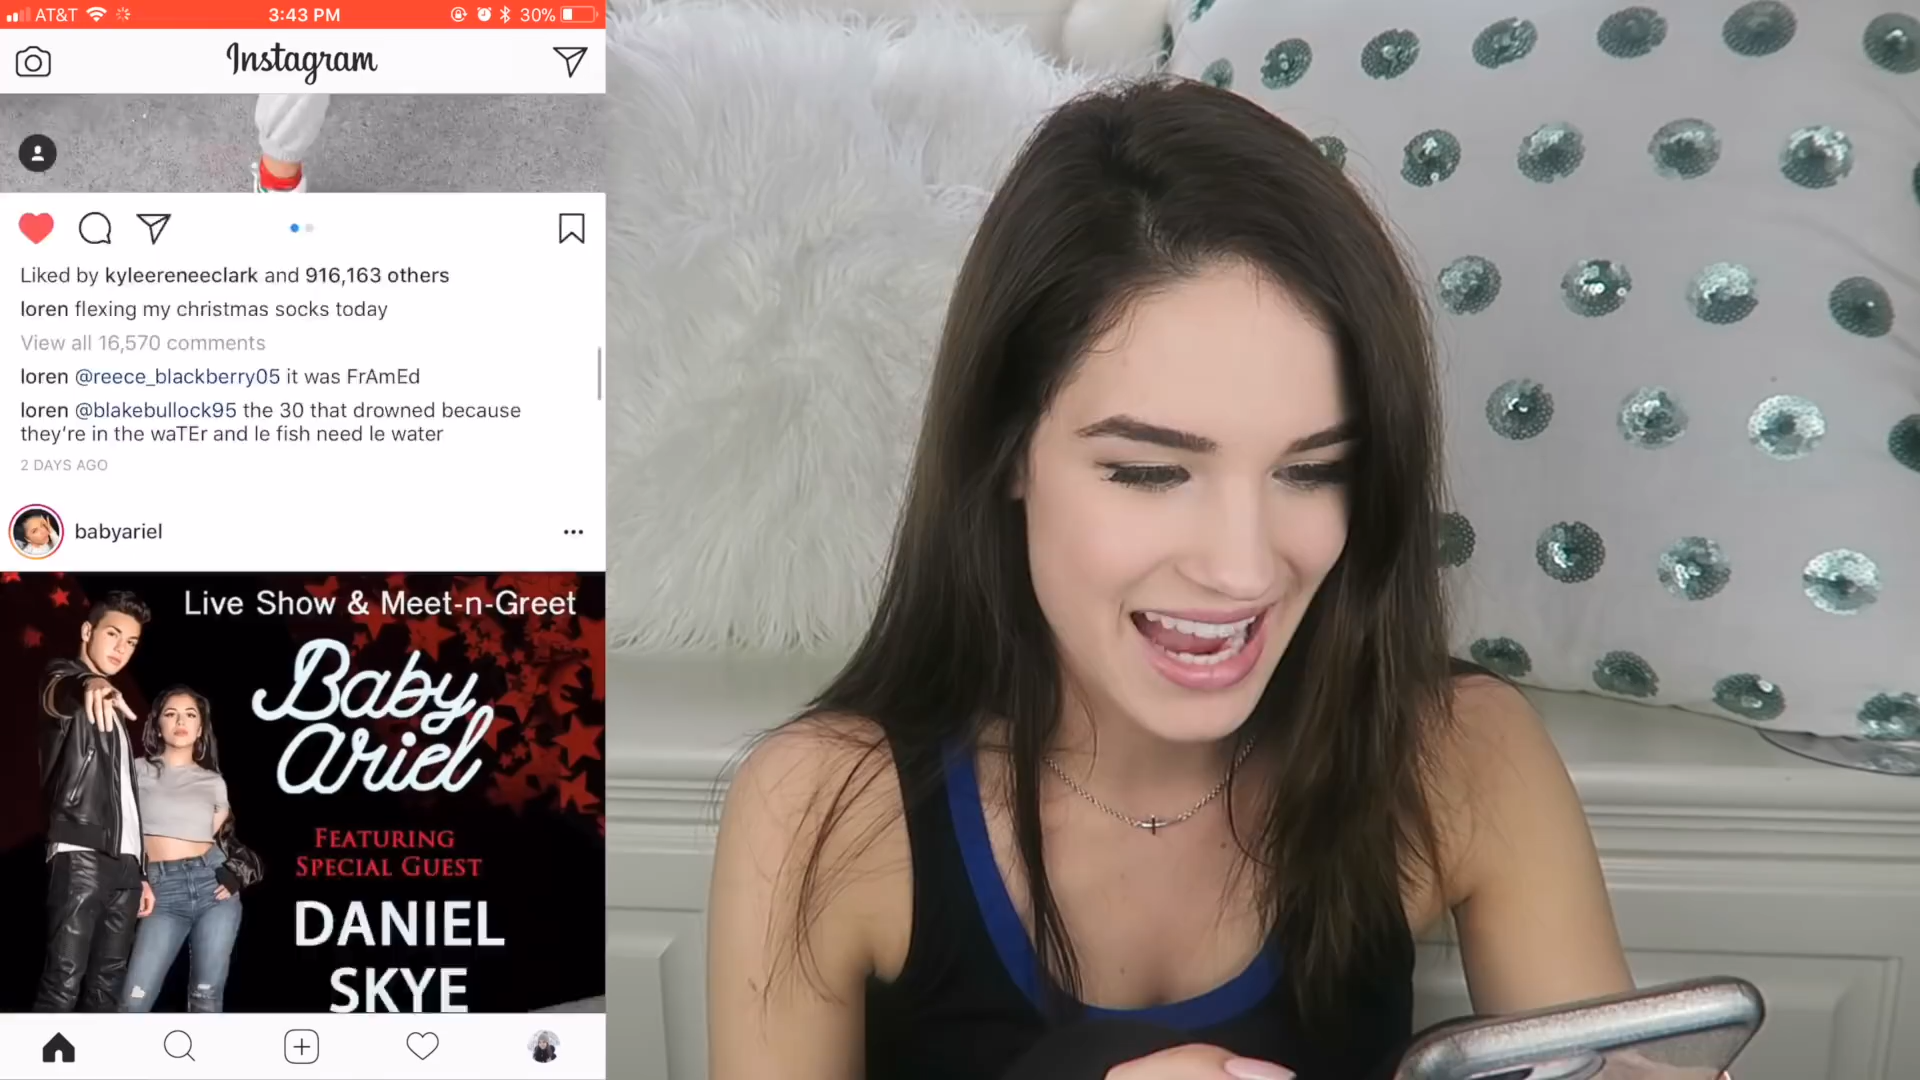 AT&T
3:43 PM
30%
Instagram
Liked by kyleereneeclark and 916,163 others
loren flexing my christmas socks today
View all 16,570 comments
loren @reece_blackberry05 it was FrAmEd
loren @blakebullock95 the 30 that drowned because
they're in the waTEr and le fish need le water
2 DAYS AGO
babyariel
Live Show & Meet-n-Greet
Baby
Ariel
FEATURING
SPECIAL GUEST
DANIEL
SKYE